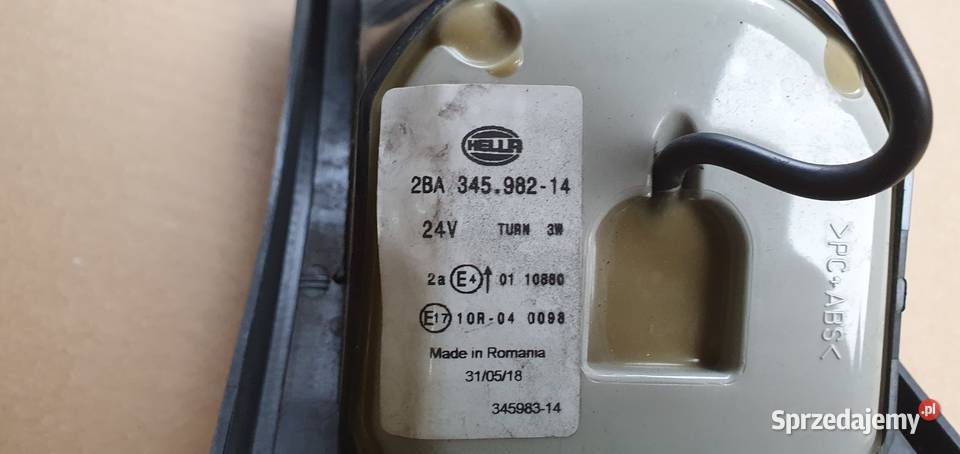 HELLA
2BA 345.982-14
24V TURN 3W
2a E4 ↑ 01 10880
E17 10R-04 0098
Made in Romania
31/05/18
345983-14
>PC+ABS<
Sprzedajemy.pl